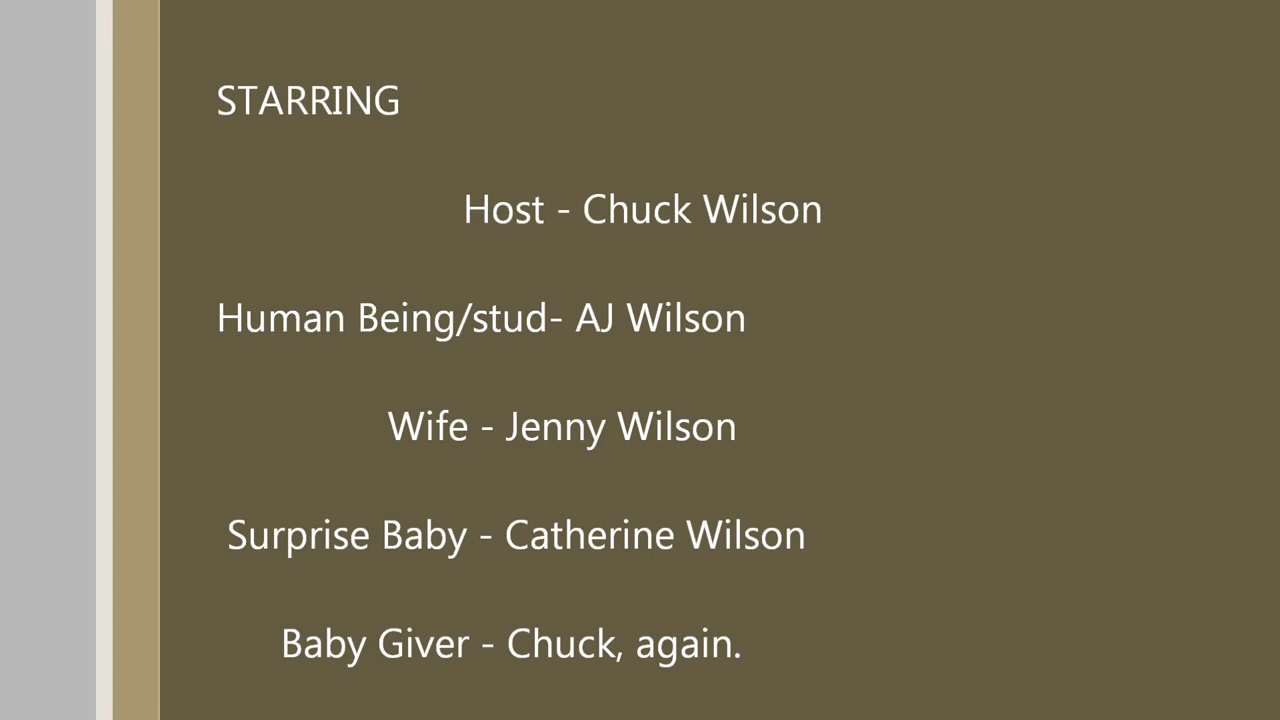 STARRING
Host - Chuck Wilson
Human Being/stud- AJ Wilson
Wife - Jenny Wilson
Surprise Baby - Catherine Wilson
Baby Giver - Chuck, again.